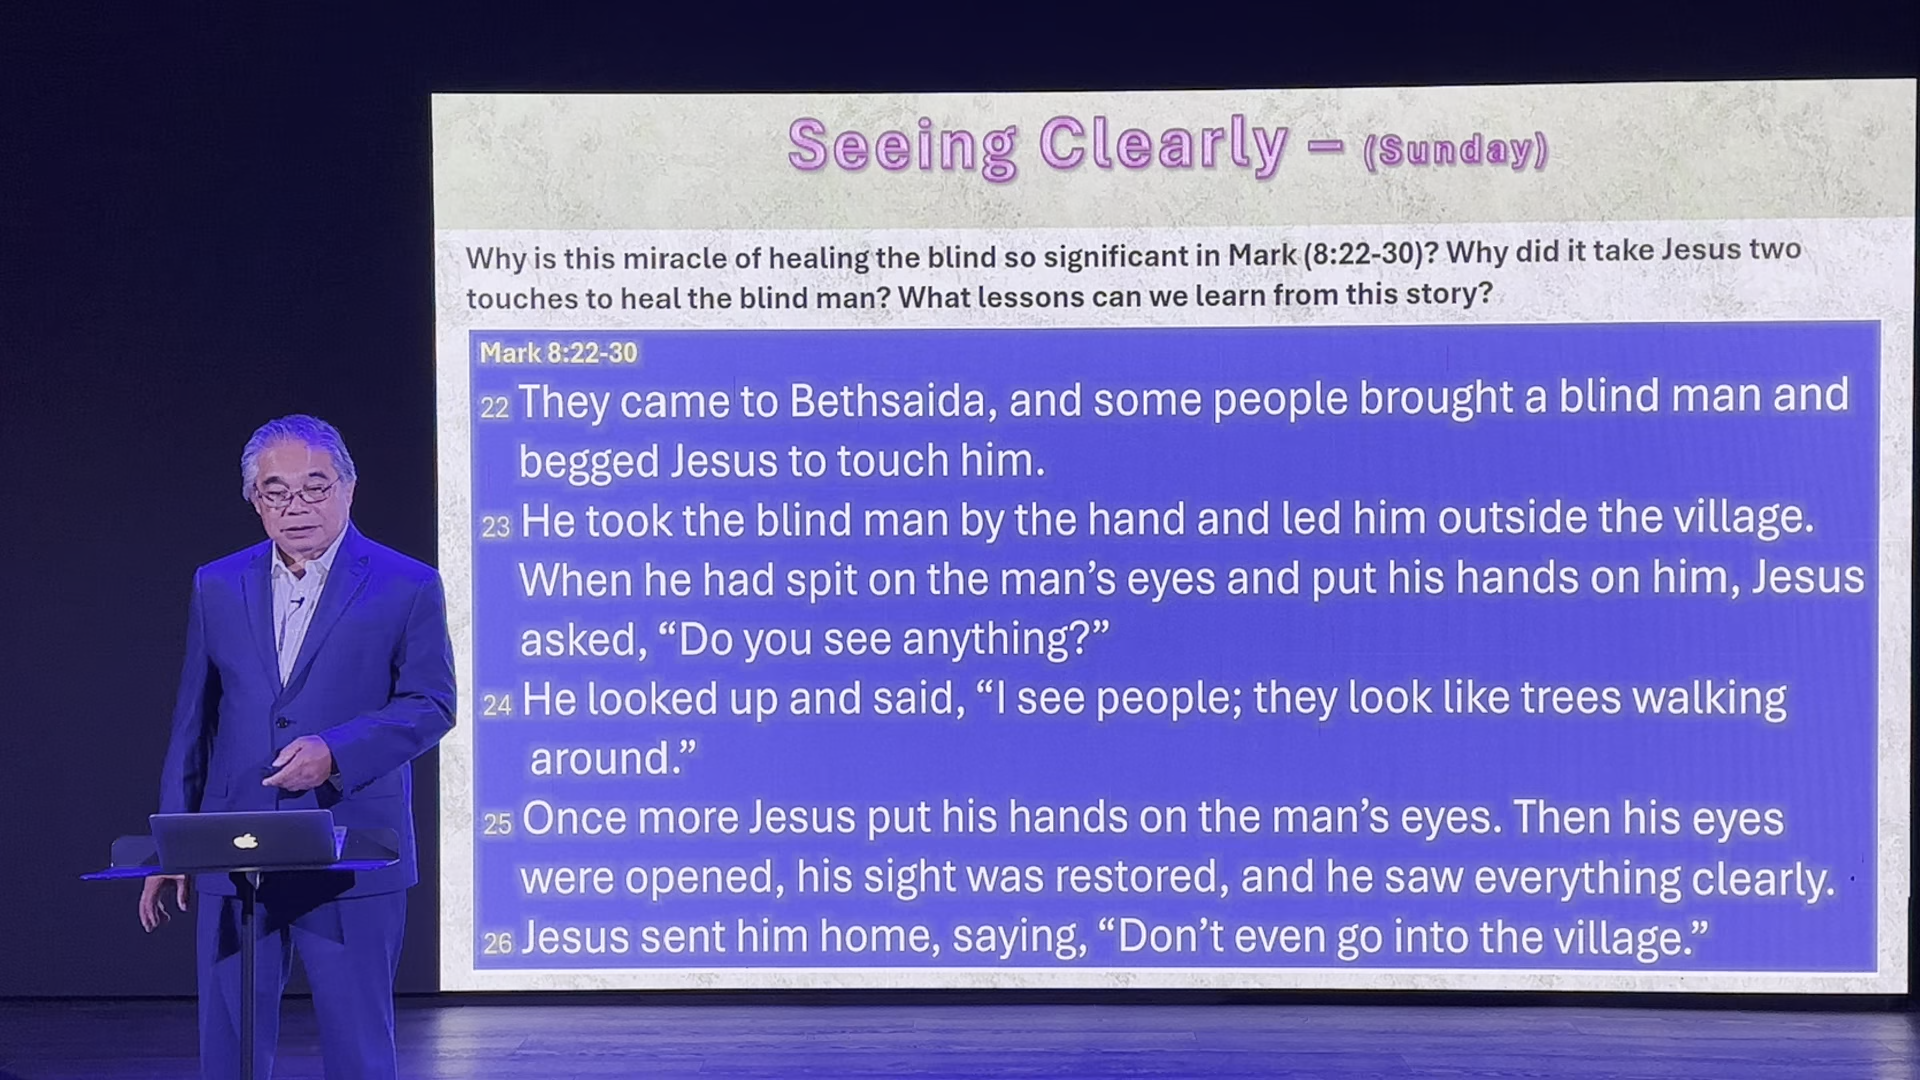 Seeing Clearly – (Sunday)
Why is this miracle of healing the blind so significant in Mark (8:22-30)? Why did it take Jesus two
touches to heal the blind man? What lessons can we learn from this story?
Mark 8:22-30
22 They came to Bethsaida, and some people brought a blind man and
begged Jesus to touch him.
23 He took the blind man by the hand and led him outside the village.
When he had spit on the man’s eyes and put his hands on him, Jesus
asked, “Do you see anything?”
24 He looked up and said, “I see people; they look like trees walking
around.”
25 Once more Jesus put his hands on the man’s eyes. Then his eyes
were opened, his sight was restored, and he saw everything clearly.
26 Jesus sent him home, saying, “Don’t even go into the village.”